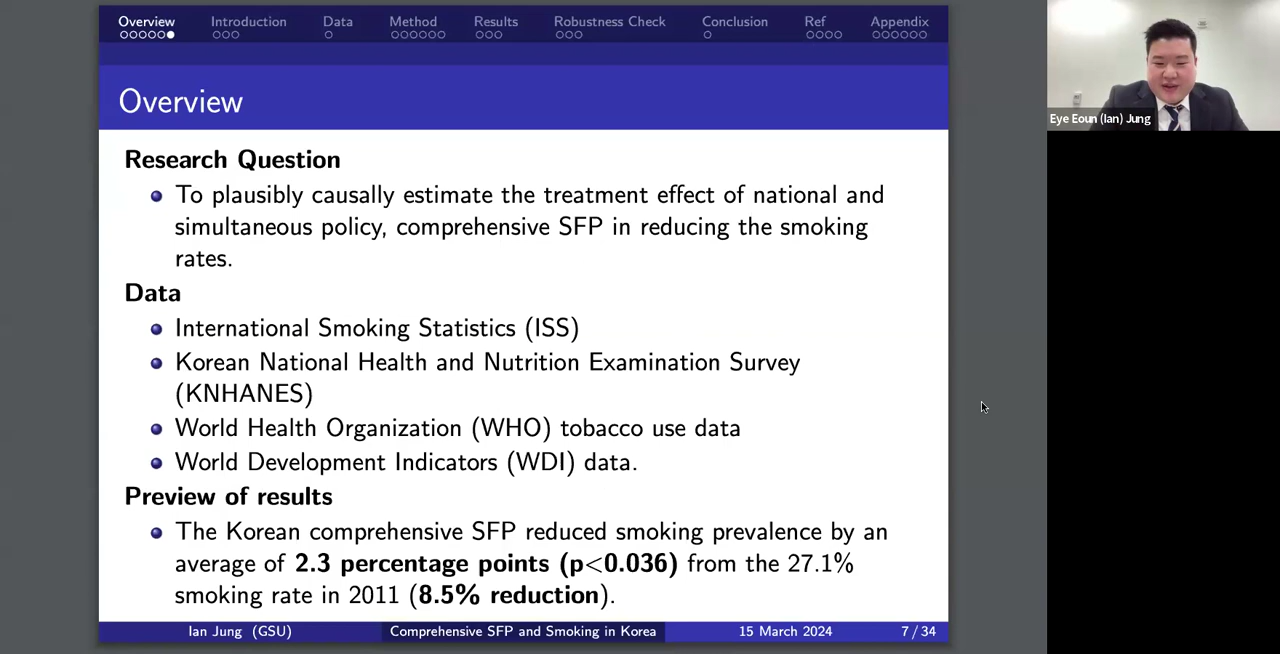 Overview Introduction Data Method Results Robustness Check Conclusion Ref Appendix
Overview
Research Question
To plausibly causally estimate the treatment effect of national and
simultaneous policy, comprehensive SFP in reducing the smoking
rates.
Data
International Smoking Statistics (ISS)
Korean National Health and Nutrition Examination Survey
(KNHANES)
World Health Organization (WHO) tobacco use data
World Development Indicators (WDI) data.
Preview of results
The Korean comprehensive SFP reduced smoking prevalence by an
average of 2.3 percentage points (p<0.036) from the 27.1%
smoking rate in 2011 (8.5% reduction).
Ian Jung (GSU) Comprehensive SFP and Smoking in Korea 15 March 2024 7 / 34
Eye Eoun (Ian) Jung